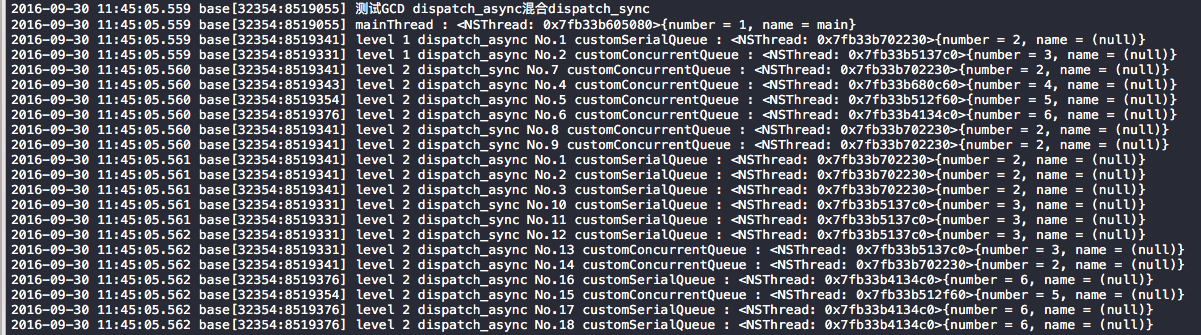 2016-09-30 11:45:05.559 base[32354:8519055] 测试GCD dispatch_async混合dispatch_sync
2016-09-30 11:45:05.559 base[32354:8519055] mainThread : <NSThread: 0x7fb33b605080>{number = 1, name = main}
2016-09-30 11:45:05.559 base[32354:8519341] level 1 dispatch_async No.1 customSerialQueue : <NSThread: 0x7fb33b702230>{number = 2, name = (null)}
2016-09-30 11:45:05.559 base[32354:8519331] level 1 dispatch_async No.2 customConcurrentQueue : <NSThread: 0x7fb33b5137c0>{number = 3, name = (null)}
2016-09-30 11:45:05.560 base[32354:8519341] level 2 dispatch_sync No.7 customConcurrentQueue : <NSThread: 0x7fb33b702230>{number = 2, name = (null)}
2016-09-30 11:45:05.560 base[32354:8519343] level 2 dispatch_async No.4 customConcurrentQueue : <NSThread: 0x7fb33b680c60>{number = 4, name = (null)}
2016-09-30 11:45:05.560 base[32354:8519354] level 2 dispatch_async No.5 customConcurrentQueue : <NSThread: 0x7fb33b512f60>{number = 5, name = (null)}
2016-09-30 11:45:05.560 base[32354:8519376] level 2 dispatch_async No.6 customConcurrentQueue : <NSThread: 0x7fb33b4134c0>{number = 6, name = (null)}
2016-09-30 11:45:05.560 base[32354:8519341] level 2 dispatch_sync No.8 customConcurrentQueue : <NSThread: 0x7fb33b702230>{number = 2, name = (null)}
2016-09-30 11:45:05.560 base[32354:8519341] level 2 dispatch_sync No.9 customConcurrentQueue : <NSThread: 0x7fb33b702230>{number = 2, name = (null)}
2016-09-30 11:45:05.561 base[32354:8519341] level 2 dispatch_async No.1 customSerialQueue : <NSThread: 0x7fb33b702230>{number = 2, name = (null)}
2016-09-30 11:45:05.561 base[32354:8519341] level 2 dispatch_async No.2 customSerialQueue : <NSThread: 0x7fb33b702230>{number = 2, name = (null)}
2016-09-30 11:45:05.561 base[32354:8519341] level 2 dispatch_async No.3 customSerialQueue : <NSThread: 0x7fb33b702230>{number = 2, name = (null)}
2016-09-30 11:45:05.561 base[32354:8519331] level 2 dispatch_sync No.10 customSerialQueue : <NSThread: 0x7fb33b5137c0>{number = 3, name = (null)}
2016-09-30 11:45:05.561 base[32354:8519331] level 2 dispatch_sync No.11 customSerialQueue : <NSThread: 0x7fb33b5137c0>{number = 3, name = (null)}
2016-09-30 11:45:05.562 base[32354:8519331] level 2 dispatch_sync No.12 customSerialQueue : <NSThread: 0x7fb33b5137c0>{number = 3, name = (null)}
2016-09-30 11:45:05.562 base[32354:8519331] level 2 dispatch_async No.13 customConcurrentQueue : <NSThread: 0x7fb33b5137c0>{number = 3, name = (null)}
2016-09-30 11:45:05.562 base[32354:8519341] level 2 dispatch_async No.14 customConcurrentQueue : <NSThread: 0x7fb33b702230>{number = 2, name = (null)}
2016-09-30 11:45:05.562 base[32354:8519376] level 2 dispatch_async No.16 customSerialQueue : <NSThread: 0x7fb33b4134c0>{number = 6, name = (null)}
2016-09-30 11:45:05.562 base[32354:8519354] level 2 dispatch_async No.15 customConcurrentQueue : <NSThread: 0x7fb33b512f60>{number = 5, name = (null)}
2016-09-30 11:45:05.562 base[32354:8519376] level 2 dispatch_async No.17 customSerialQueue : <NSThread: 0x7fb33b4134c0>{number = 6, name = (null)}
2016-09-30 11:45:05.562 base[32354:8519376] level 2 dispatch_async No.18 customSerialQueue : <NSThread: 0x7fb33b4134c0>{number = 6, name = (null)}